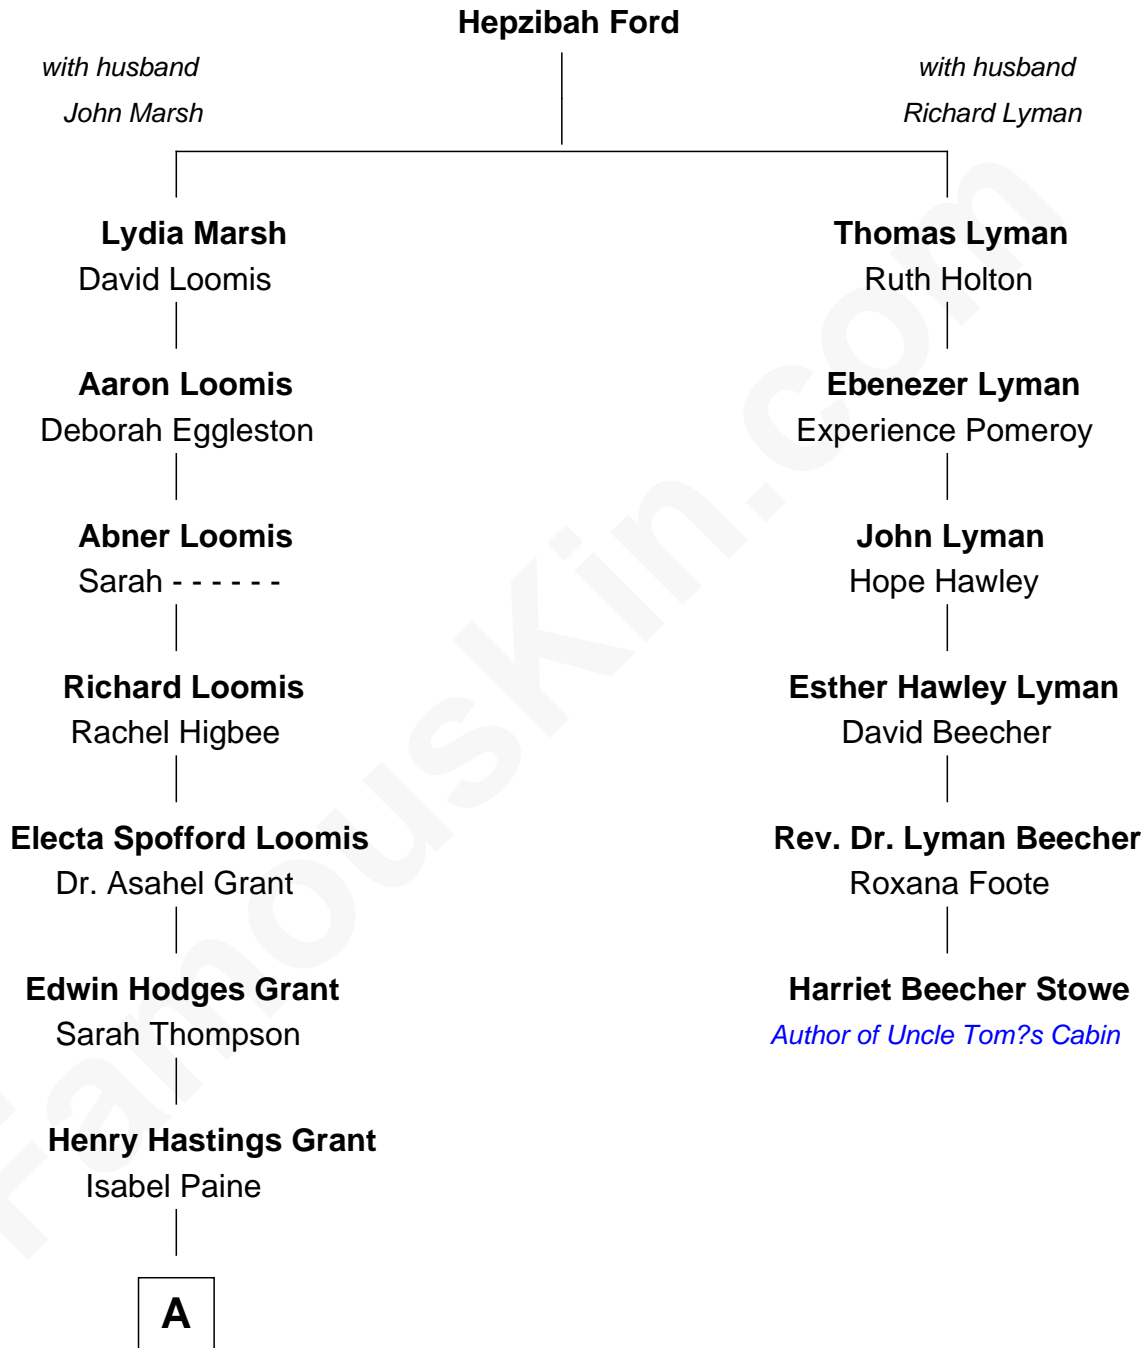 Hepzibah Ford
with husband
John Marsh
with husband
Richard Lyman
Lydia Marsh
David Loomis
Thomas Lyman
Ruth Holton
Aaron Loomis
Deborah Eggleston
Ebenezer Lyman
Experience Pomeroy
Abner Loomis
Sarah - - - - - -
John Lyman
Hope Hawley
Richard Loomis
Rachel Higbee
Esther Hawley Lyman
David Beecher
Electa Spofford Loomis
Dr. Asahel Grant
Rev. Dr. Lyman Beecher
Roxana Foote
Edwin Hodges Grant
Sarah Thompson
Harriet Beecher Stowe
Author of Uncle Tom?s Cabin
Henry Hastings Grant
Isabel Paine
A
FamousKin.com